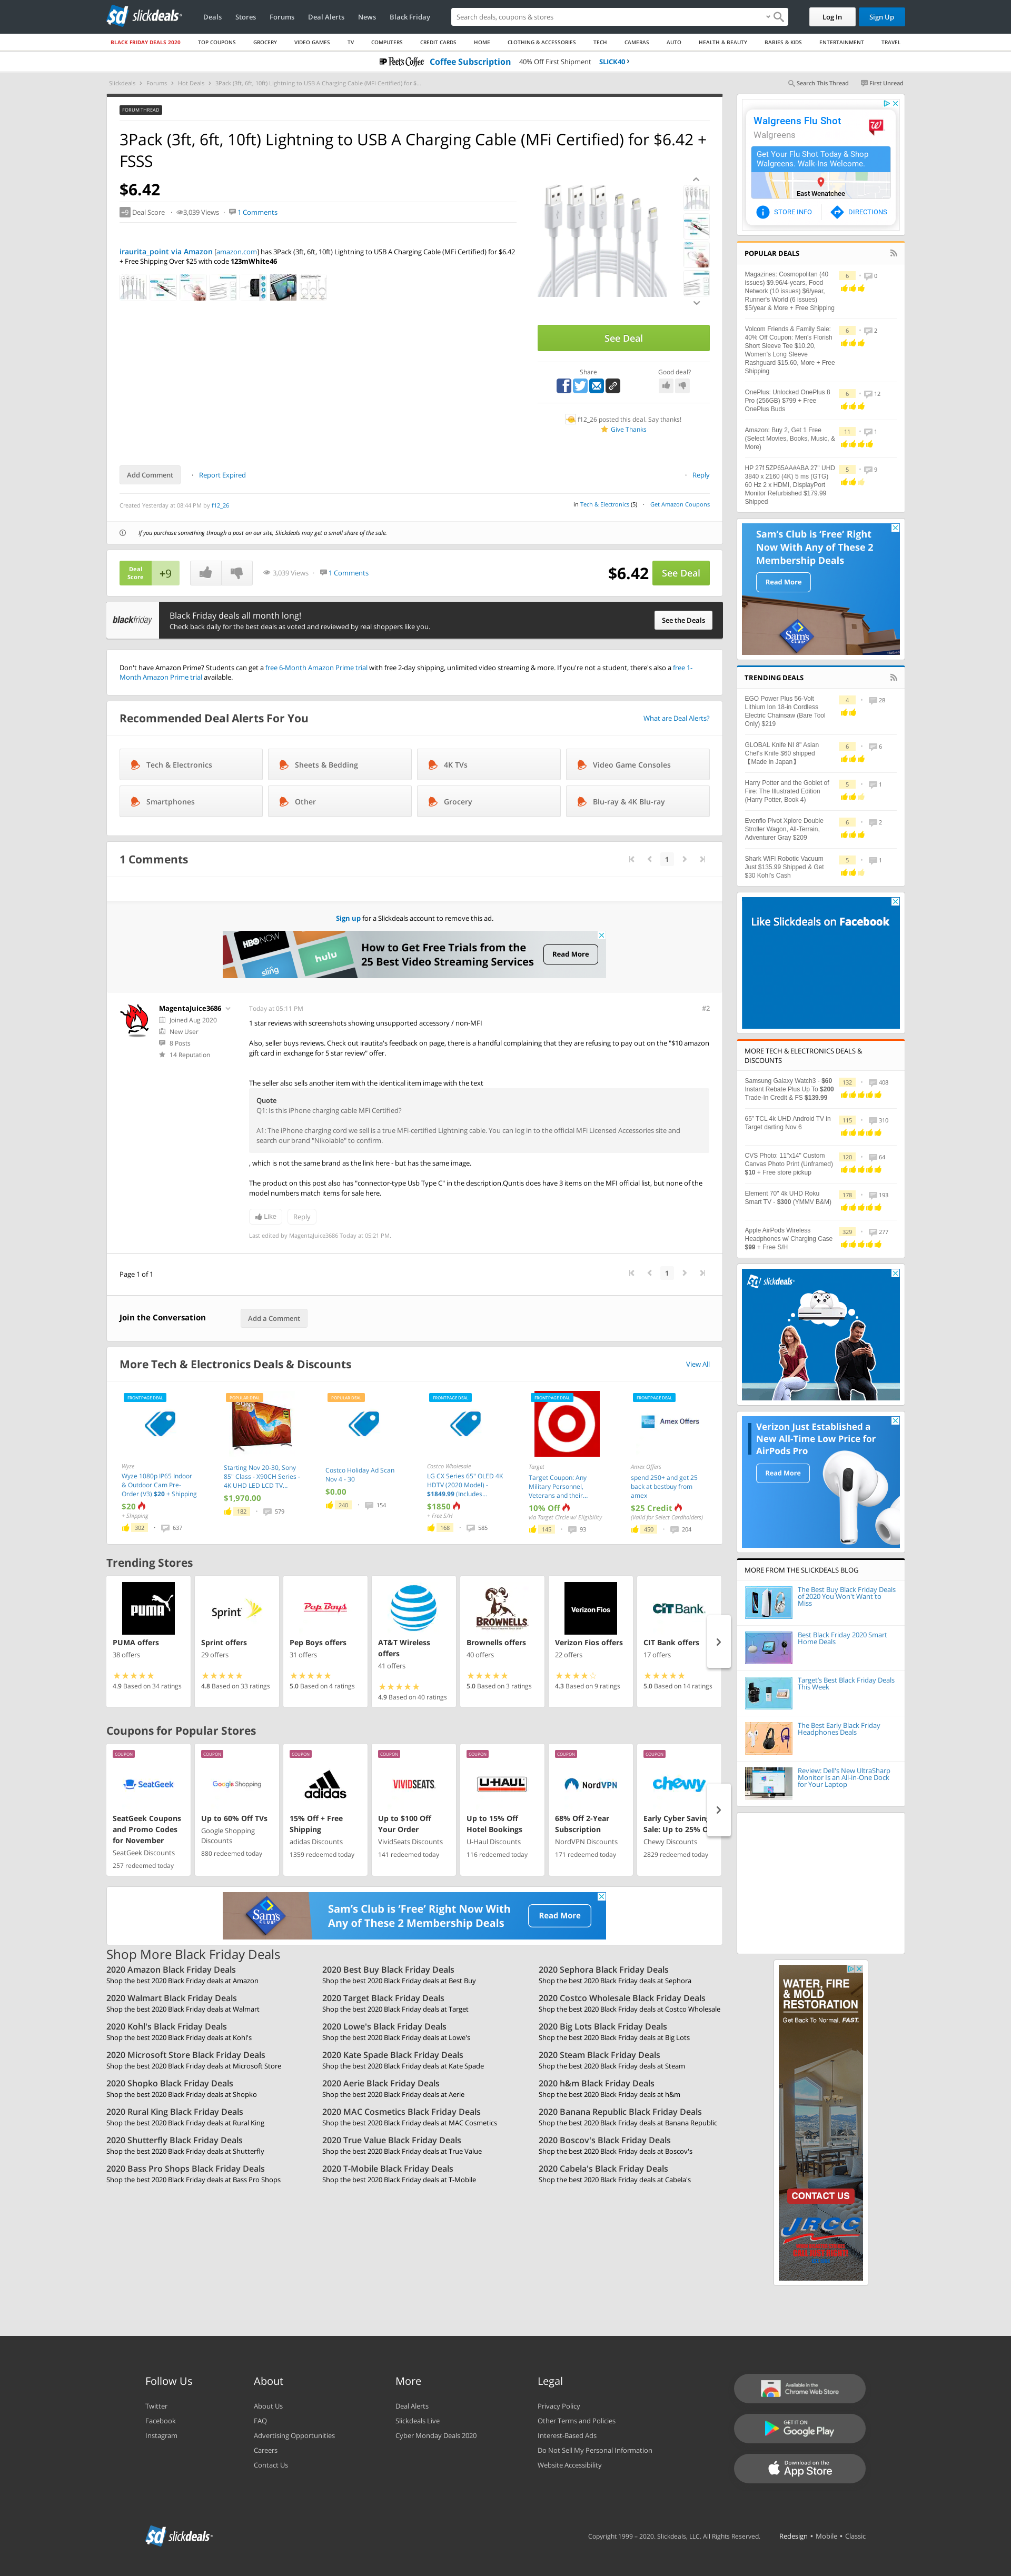 sd slickdeals
Deals Stores Forums Deal Alerts News Black Friday
Search deals, coupons & stores
Log In Sign Up
BLACK FRIDAY DEALS 2020 TOP COUPONS GROCERY VIDEO GAMES TV COMPUTERS CREDIT CARDS HOME CLOTHING & ACCESSORIES TECH CAMERAS AUTO HEALTH & BEAUTY BABIES & KIDS ENTERTAINMENT TRAVEL
Peet's Coffee Coffee Subscription 40% Off First Shipment SLICK40 ›
Slickdeals › Forums › Hot Deals › 3Pack (3ft, 6ft, 10ft) Lightning to USB A Charging Cable (MFi Certified) for $...
Search This Thread First Unread
FORUM THREAD
3Pack (3ft, 6ft, 10ft) Lightning to USB A Charging Cable (MFi Certified) for $6.42 +
FSSS
$6.42
+9 Deal Score · 3,039 Views · 1 Comments
iraurita_point via Amazon [amazon.com] has 3Pack (3ft, 6ft, 10ft) Lightning to USB A Charging Cable (MFi Certified) for $6.42
+ Free Shipping Over $25 with code 123mWhite46
See Deal
Share
Good deal?
f12_26 posted this deal. Say thanks!
Give Thanks
Add Comment · Report Expired
· Reply
Created Yesterday at 08:44 PM by f12_26
in Tech & Electronics (5) · Get Amazon Coupons
If you purchase something through a post on our site, Slickdeals may get a small share of the sale.
Deal
Score
+9
3,039 Views 1 Comments
$6.42 See Deal
blackfriday
Black Friday deals all month long!
Check back daily for the best deals as voted and reviewed by real shoppers like you.
See the Deals
Don't have Amazon Prime? Students can get a free 6-Month Amazon Prime trial with free 2-day shipping, unlimited video streaming & more. If you're not a student, there's also a free 1-
Month Amazon Prime trial available.
Recommended Deal Alerts For You
What are Deal Alerts?
Tech & Electronics Sheets & Bedding 4K TVs Video Game Consoles
Smartphones Other Grocery Blu-ray & 4K Blu-ray
1 Comments
1
Sign up for a Slickdeals account to remove this ad.
HBO NOW
hulu
sling
How to Get Free Trials from the
25 Best Video Streaming Services
Read More
MagentaJuice3686
Joined Aug 2020
New User
8 Posts
14 Reputation
Today at 05:11 PM
#2
1 star reviews with screenshots showing unsupported accessory / non-MFI
Also, seller buys reviews. Check out irautita's feedback on page, there is a handful complaining that they are refusing to pay out on the "$10 amazon
gift card in exchange for 5 star review" offer.
The seller also sells another item with the identical item image with the text
Quote
Q1: Is this iPhone charging cable MFi Certified?
A1: The iPhone charging cord we sell is a true MFi-certified Lightning cable. You can log in to the official MFi Licensed Accessories site and
search our brand "Nikolable" to confirm.
, which is not the same brand as the link here - but has the same image.
The product on this post also has "connector-type Usb Type C" in the description.Quntis does have 3 items on the MFI official list, but none of the
model numbers match items for sale here.
Like Reply
Last edited by MagentaJuice3686 Today at 05:21 PM.
Page 1 of 1
1
Join the Conversation
Add a Comment
More Tech & Electronics Deals & Discounts
View All
FRONTPAGE DEAL
Wyze
Wyze 1080p IP65 Indoor
& Outdoor Cam Pre-
Order (V3) $20 + Shipping
$20
+ Shipping
302 · 637
POPULAR DEAL
Starting Nov 20-30, Sony
85" Class - X90CH Series -
4K UHD LED LCD TV...
$1,970.00
182 · 579
POPULAR DEAL
Costco Holiday Ad Scan
Nov 4 - 30
$0.00
240 · 154
FRONTPAGE DEAL
Costco Wholesale
LG CX Series 65" OLED 4K
HDTV (2020 Model) -
$1849.99 (Includes...
$1850
+ Free S/H
168 · 585
FRONTPAGE DEAL
Target
Target Coupon: Any
Military Personnel,
Veterans and their...
10% Off
via Target Circle w/ Eligibility
145 · 93
FRONTPAGE DEAL
Amex Offers
Amex Offers
spend 250+ and get 25
back at bestbuy from
amex
$25 Credit
(Valid for Select Cardholders)
450 · 204
Trending Stores
PUMA
PUMA offers
38 offers
4.9 Based on 34 ratings
Sprint
Sprint offers
29 offers
4.8 Based on 33 ratings
Pep Boys
Pep Boys offers
31 offers
5.0 Based on 4 ratings
AT&T Wireless
offers
41 offers
4.9 Based on 40 ratings
BROWNELLS
Brownells offers
40 offers
5.0 Based on 3 ratings
Verizon Fios
Verizon Fios offers
22 offers
4.3 Based on 9 ratings
CIT Bank
CIT Bank offers
17 offers
5.0 Based on 14 ratings
Coupons for Popular Stores
COUPON
SeatGeek
SeatGeek Coupons
and Promo Codes
for November
SeatGeek Discounts
257 redeemed today
COUPON
Google Shopping
Up to 60% Off TVs
Google Shopping
Discounts
880 redeemed today
COUPON
adidas
15% Off + Free
Shipping
adidas Discounts
1359 redeemed today
COUPON
VIVIDSEATS
Up to $100 Off
Your Order
VividSeats Discounts
141 redeemed today
COUPON
U-HAUL
Up to 15% Off
Hotel Bookings
U-Haul Discounts
116 redeemed today
COUPON
NordVPN
68% Off 2-Year
Subscription
NordVPN Discounts
171 redeemed today
COUPON
chewy
Early Cyber Saving
Sale: Up to 25% O
Chewy Discounts
2829 redeemed today
Sam's CLUB
Sam's Club is 'Free' Right Now With
Any of These 2 Membership Deals
Read More
Shop More Black Friday Deals
2020 Amazon Black Friday Deals
Shop the best 2020 Black Friday deals at Amazon
2020 Best Buy Black Friday Deals
Shop the best 2020 Black Friday deals at Best Buy
2020 Sephora Black Friday Deals
Shop the best 2020 Black Friday deals at Sephora
2020 Walmart Black Friday Deals
Shop the best 2020 Black Friday deals at Walmart
2020 Target Black Friday Deals
Shop the best 2020 Black Friday deals at Target
2020 Costco Wholesale Black Friday Deals
Shop the best 2020 Black Friday deals at Costco Wholesale
2020 Kohl's Black Friday Deals
Shop the best 2020 Black Friday deals at Kohl's
2020 Lowe's Black Friday Deals
Shop the best 2020 Black Friday deals at Lowe's
2020 Big Lots Black Friday Deals
Shop the best 2020 Black Friday deals at Big Lots
2020 Microsoft Store Black Friday Deals
Shop the best 2020 Black Friday deals at Microsoft Store
2020 Kate Spade Black Friday Deals
Shop the best 2020 Black Friday deals at Kate Spade
2020 Steam Black Friday Deals
Shop the best 2020 Black Friday deals at Steam
2020 Shopko Black Friday Deals
Shop the best 2020 Black Friday deals at Shopko
2020 Aerie Black Friday Deals
Shop the best 2020 Black Friday deals at Aerie
2020 h&m Black Friday Deals
Shop the best 2020 Black Friday deals at h&m
2020 Rural King Black Friday Deals
Shop the best 2020 Black Friday deals at Rural King
2020 MAC Cosmetics Black Friday Deals
Shop the best 2020 Black Friday deals at MAC Cosmetics
2020 Banana Republic Black Friday Deals
Shop the best 2020 Black Friday deals at Banana Republic
2020 Shutterfly Black Friday Deals
Shop the best 2020 Black Friday deals at Shutterfly
2020 True Value Black Friday Deals
Shop the best 2020 Black Friday deals at True Value
2020 Boscov's Black Friday Deals
Shop the best 2020 Black Friday deals at Boscov's
2020 Bass Pro Shops Black Friday Deals
Shop the best 2020 Black Friday deals at Bass Pro Shops
2020 T-Mobile Black Friday Deals
Shop the best 2020 Black Friday deals at T-Mobile
2020 Cabela's Black Friday Deals
Shop the best 2020 Black Friday deals at Cabela's
Walgreens Flu Shot
Walgreens
Get Your Flu Shot Today & Shop
Walgreens. Walk-Ins Welcome.
East Wenatchee
STORE INFO DIRECTIONS
POPULAR DEALS
Magazines: Cosmopolitan (40
issues) $9.96/4-years, Food
Network (10 issues) $6/year,
Runner's World (6 issues)
$5/year & More + Free Shipping
6 · 0
Volcom Friends & Family Sale:
40% Off Coupon: Men's Florish
Short Sleeve Tee $10.20,
Women's Long Sleeve
Rashguard $15.60, More + Free
Shipping
6 · 2
OnePlus: Unlocked OnePlus 8
Pro (256GB) $799 + Free
OnePlus Buds
6 · 12
Amazon: Buy 2, Get 1 Free
(Select Movies, Books, Music, &
More)
11 · 1
HP 27f 5ZP65AA#ABA 27" UHD
3840 x 2160 (4K) 5 ms (GTG)
60 Hz 2 x HDMI, DisplayPort
Monitor Refurbished $179.99
Shipped
5 · 9
Sam's Club is 'Free' Right
Now With Any of These 2
Membership Deals
Read More
Sam's CLUB
TRENDING DEALS
EGO Power Plus 56-Volt
Lithium Ion 18-in Cordless
Electric Chainsaw (Bare Tool
Only) $219
4 · 28
GLOBAL Knife NI 8" Asian
Chef's Knife $60 shipped
【Made in Japan】
6 · 6
Harry Potter and the Goblet of
Fire: The Illustrated Edition
(Harry Potter, Book 4)
5 · 1
Evenflo Pivot Xplore Double
Stroller Wagon, All-Terrain,
Adventurer Gray $209
6 · 2
Shark WiFi Robotic Vacuum
Just $135.99 Shipped & Get
$30 Kohl's Cash
5 · 1
Like Slickdeals on Facebook
MORE TECH & ELECTRONICS DEALS &
DISCOUNTS
Samsung Galaxy Watch3 - $60
Instant Rebate Plus Up To $200
Trade-In Credit & FS $139.99
132 · 408
65" TCL 4k UHD Android TV in
Target darting Nov 6
115 · 310
CVS Photo: 11"x14" Custom
Canvas Photo Print (Unframed)
$10 + Free store pickup
120 · 64
Element 70" 4k UHD Roku
Smart TV - $300 (YMMV B&M)
178 · 193
Apple AirPods Wireless
Headphones w/ Charging Case
$99 + Free S/H
329 · 277
sd slickdeals
Verizon Just Established a
New All-Time Low Price for
AirPods Pro
Read More
MORE FROM THE SLICKDEALS BLOG
The Best Buy Black Friday Deals
of 2020 You Won't Want to
Miss
Best Black Friday 2020 Smart
Home Deals
Target's Best Black Friday Deals
This Week
The Best Early Black Friday
Headphones Deals
Review: Dell's New UltraSharp
Monitor Is an All-in-One Dock
for Your Laptop
WATER, FIRE
& MOLD
RESTORATION
Get Back To Normal, FAST.
CONTACT US
JRCC
Follow Us
Twitter
Facebook
Instagram
About
About Us
FAQ
Advertising Opportunities
Careers
Contact Us
More
Deal Alerts
Slickdeals Live
Cyber Monday Deals 2020
Legal
Privacy Policy
Other Terms and Policies
Interest-Based Ads
Do Not Sell My Personal Information
Website Accessibility
Available in the
Chrome Web Store
GET IT ON
Google Play
Download on the
App Store
sd slickdeals
Copyright 1999 - 2020. Slickdeals, LLC. All Rights Reserved. Redesign • Mobile • Classic